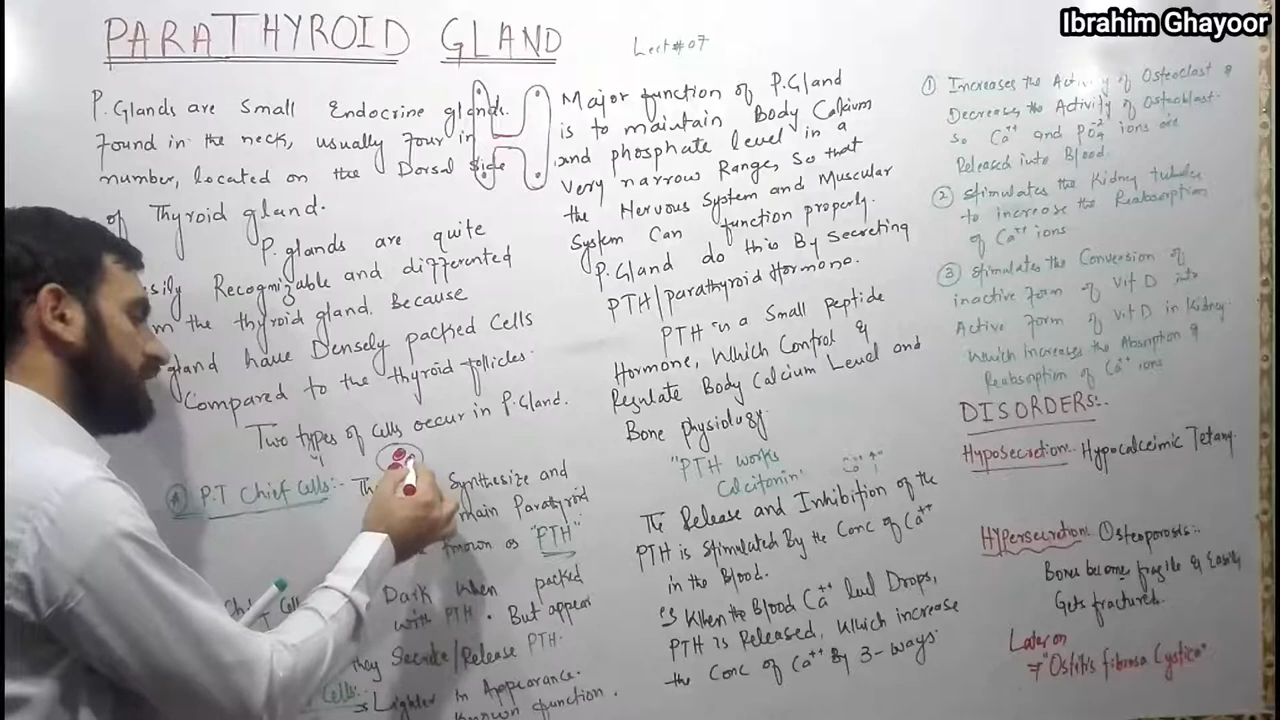 Ibrahim Ghayoor
PARATHYROID GLAND
Lect#07
P.Glands are Small Endocrine glands.
Found in the neck, usually Four in
number, located on the Dorsal Side
of Thyroid gland.
P.glands are quite
Recognizable and differented
the thyroid gland. Because
gland have Densely packed Cells
Compared to the thyroid follicles.
Two types of Cells occur in P.Gland.
A P.T Chief Cells:-
Synthesize and
main Parathyroid
known as "PTH"
Dark when packed
with PTH. But appear
they Secrete/Release PTH.
Cells:-
Lighter in Appearance.
known function.
Major function of P.Gland
is to maintain Body Calcium
and phosphate level in a
very narrow Range, So that
the Nervous System and Muscular
System Can function properly.
P.Gland do this By Secreting
PTH/parathyroid Hormone.
PTH is a Small peptide
Hormone, Which Control &
Regulate Body Calcium Level and
Bone physiology
"PTH works
Calcitonin"
The Release and Inhibition of the
PTH is Stimulated By the Conc of Ca++
in the Blood.
When the Blood Ca++ level Drops,
PTH is Released, Which increase
the Conc of Ca++ By 3-ways.
① Increases the Activity of Osteoclast &
Decreases the Activity of Osteoblast.
So Ca++ and PO4-2 ions are
Released into Blood.
② Stimulates the Kidney tubules
to increase the Reabsorption
of Ca++ ions
③ Stimulates the Conversion of
inactive Form of Vit D into
Active Form of Vit D in Kidney.
Which Increases the Absorption &
Reabsorption of Ca++ ions
DISORDERS:-
Hyposecretion:- Hypocalceimic Tetany.
Hypersecretion:- Osteoporosis:-
Bones become fragile & Easily
Gets fractured.
Later on
"Ostitis fibrosa Cystica"